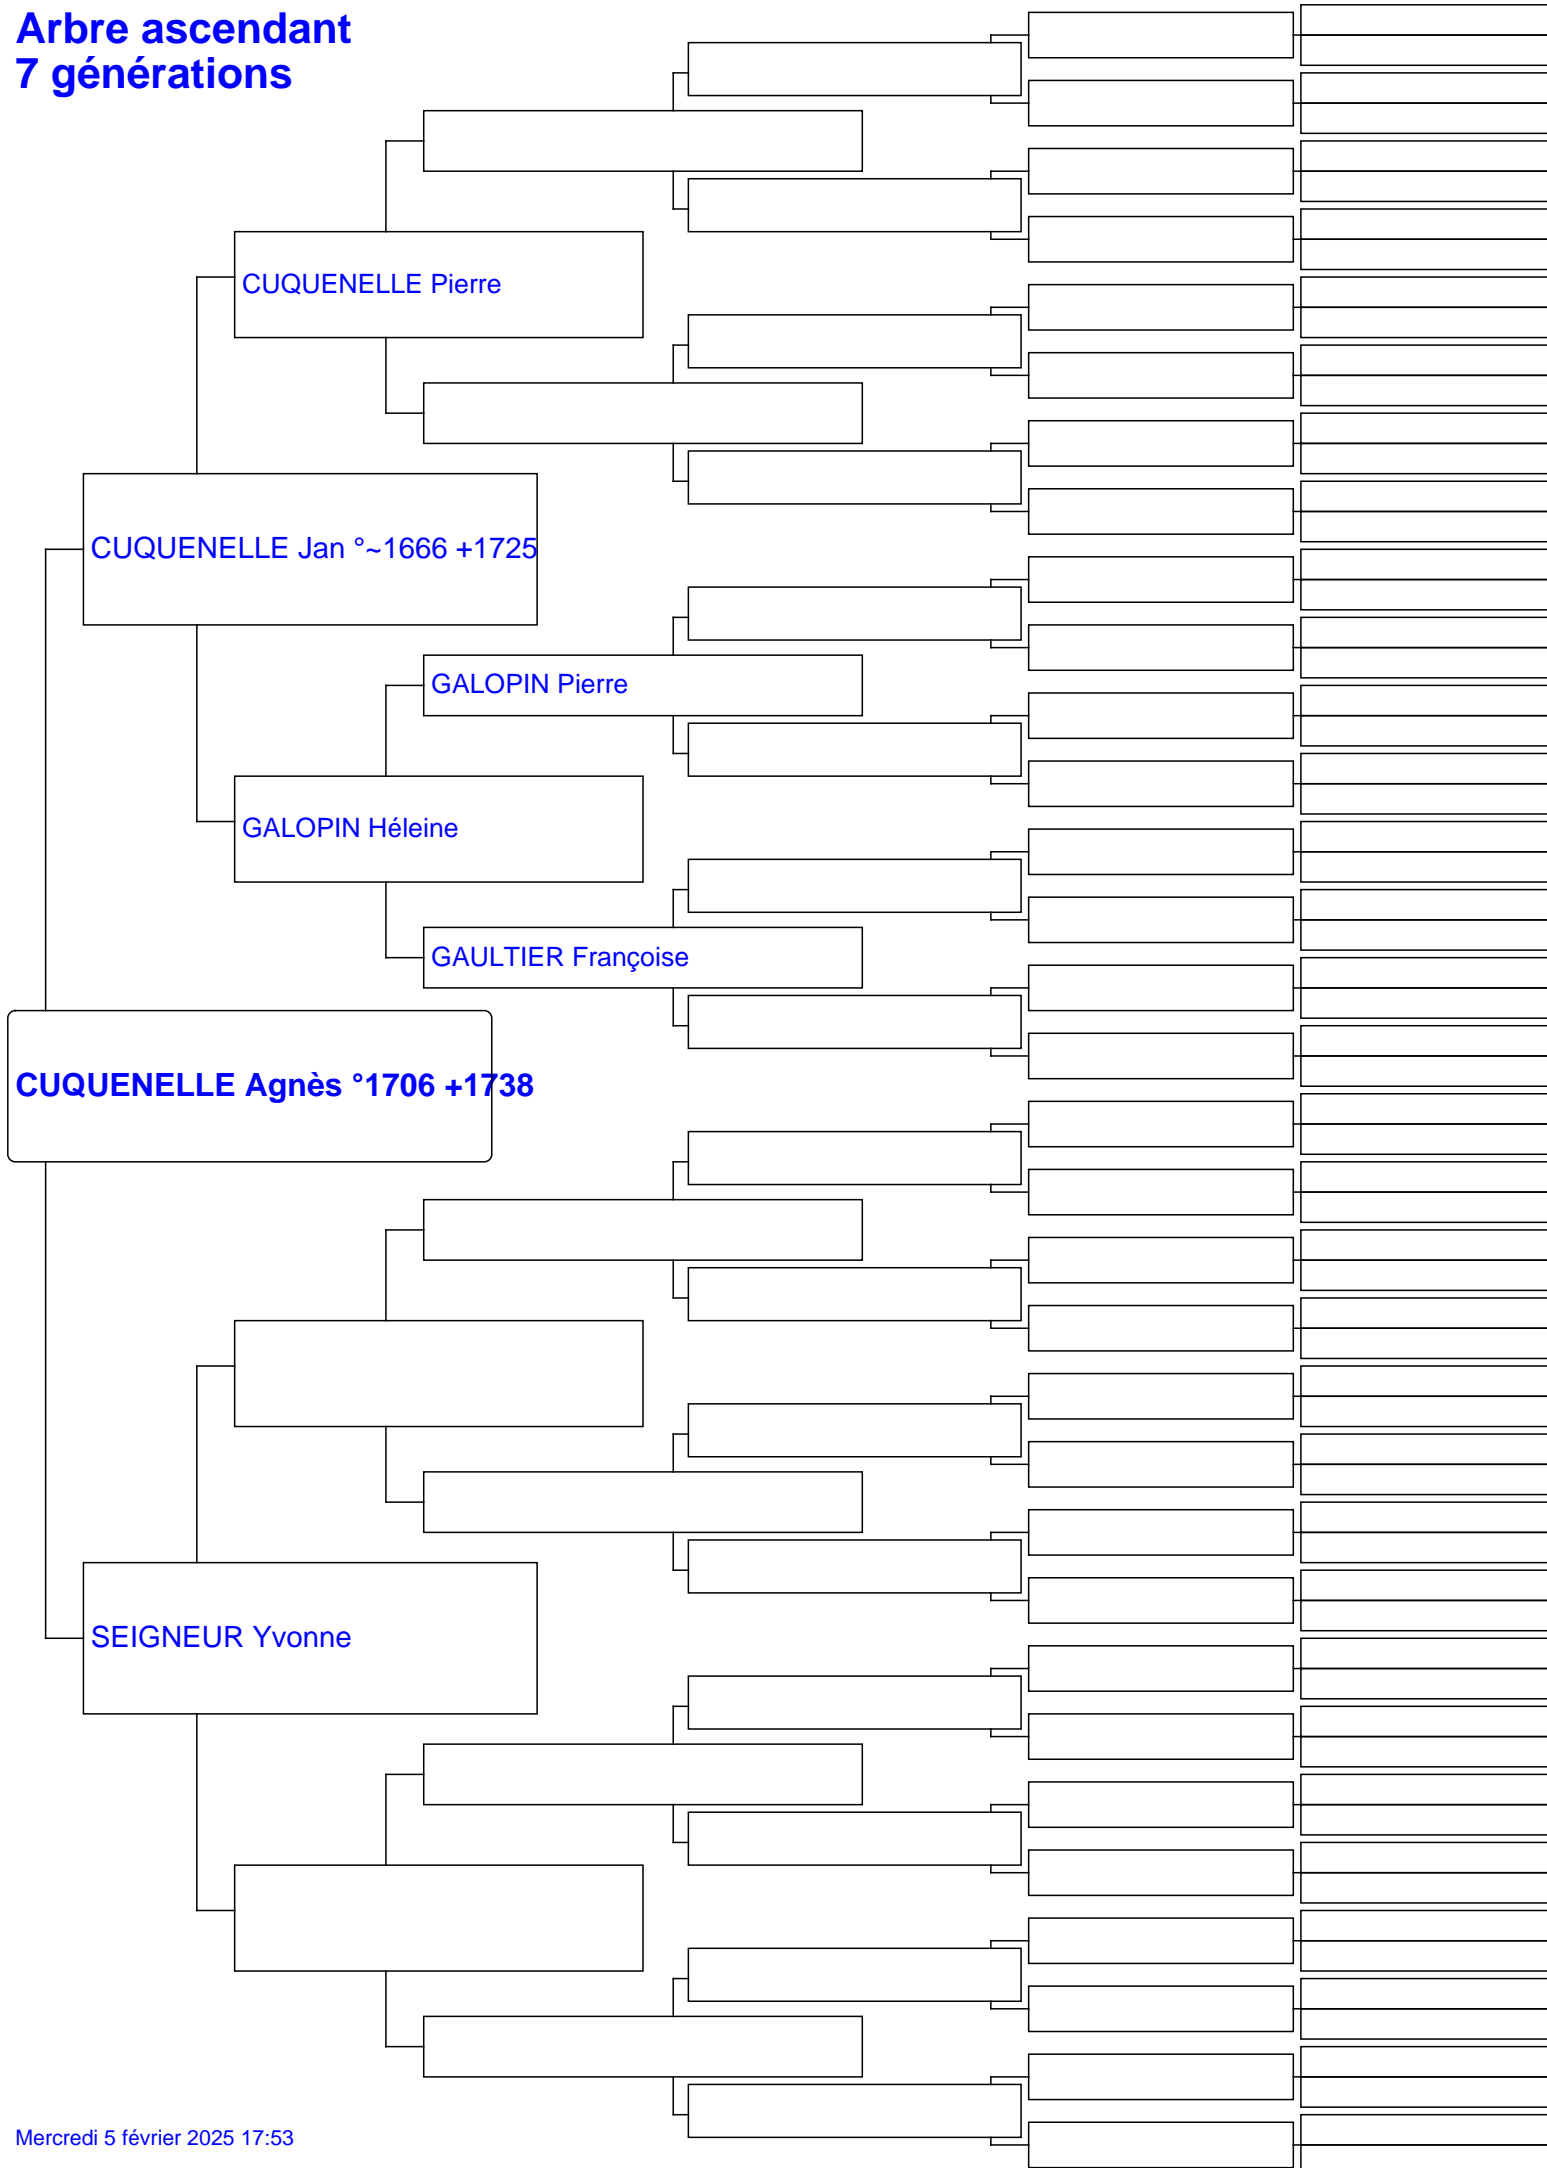 Arbre ascendant
7 générations
CUQUENELLE Pierre
CUQUENELLE Jan °~1666 +1725
GALOPIN Pierre
GALOPIN Héleine
GAULTIER Françoise
CUQUENELLE Agnès °1706 +1738
SEIGNEUR Yvonne
Mercredi 5 février 2025 17:53